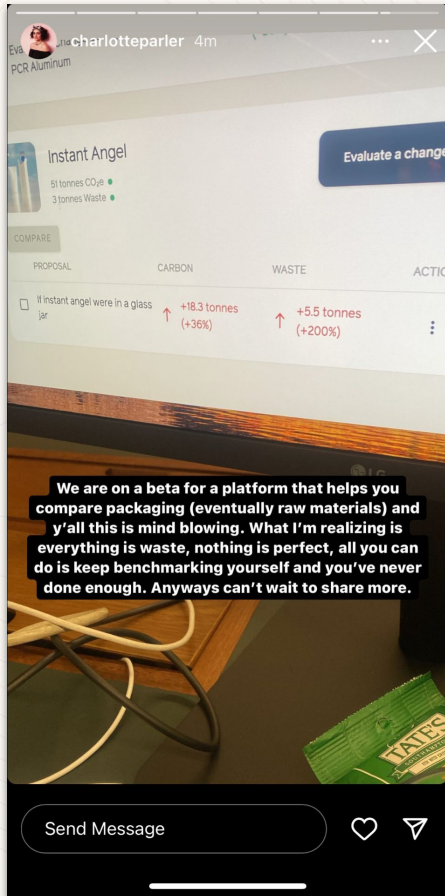 charlotteparler 4m
PCR Aluminum
Instant Angel
51 tonnes CO₂e
3 tonnes Waste
Evaluate a change
COMPARE
PROPOSAL CARBON WASTE
If instant angel were in a glass jar
+18.3 tonnes
(+36%)
+5.5 tonnes
(+200%)
LG
We are on a beta for a platform that helps you
compare packaging (eventually raw materials) and
y'all this is mind blowing. What I'm realizing is
everything is waste, nothing is perfect, all you can
do is keep benchmarking yourself and you've never
done enough. Anyways can't wait to share more.
TATE'S
Send Message